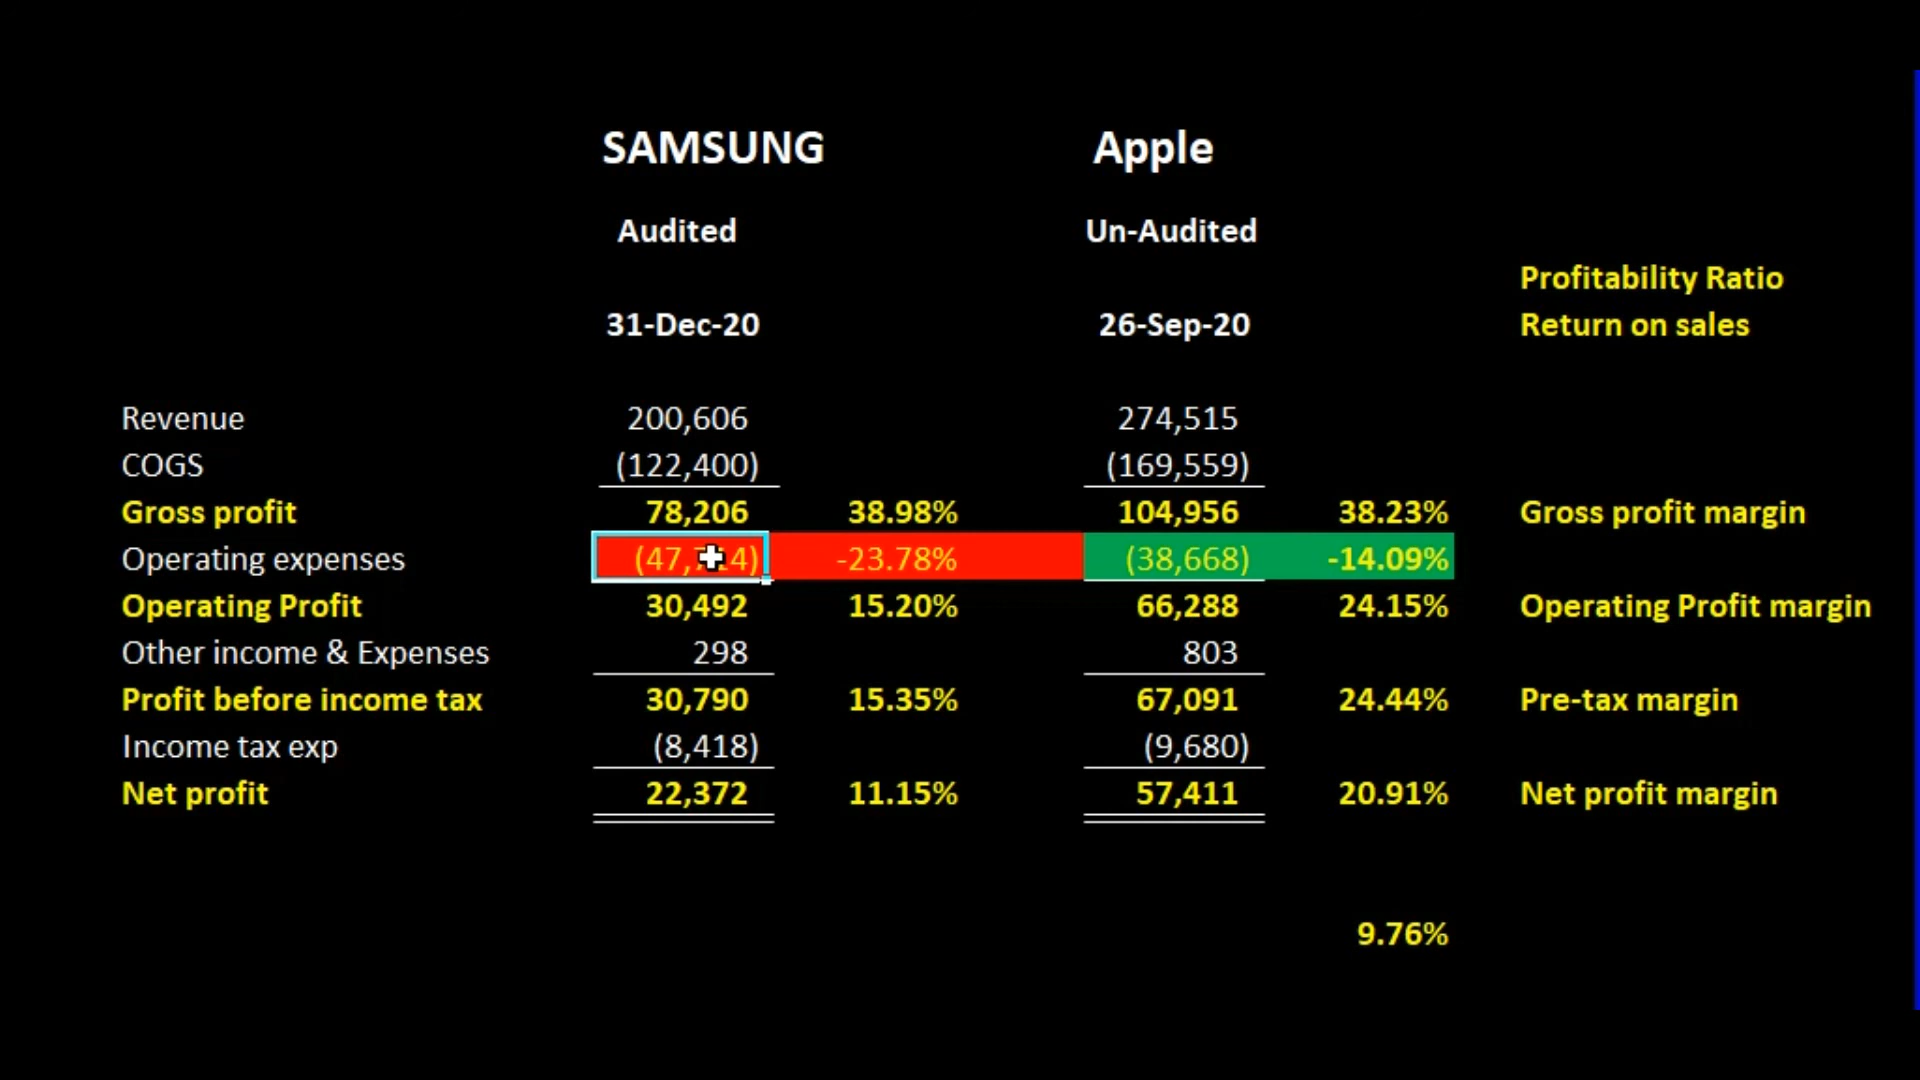 SAMSUNG Apple
Audited Un-Audited
Profitability Ratio
31-Dec-20 26-Sep-20 Return on sales
Revenue 200,606 274,515
COGS (122,400) (169,559)
Gross profit 78,206 38.98% 104,956 38.23% Gross profit margin
Operating expenses -23.78% (38,668) -14.09%
Operating Profit 30,492 15.20% 66,288 24.15% Operating Profit margin
Other income & Expenses 298 803
Profit before income tax 30,790 15.35% 67,091 24.44% Pre-tax margin
Income tax exp (8,418) (9,680)
Net profit 22,372 11.15% 57,411 20.91% Net profit margin
9.76%